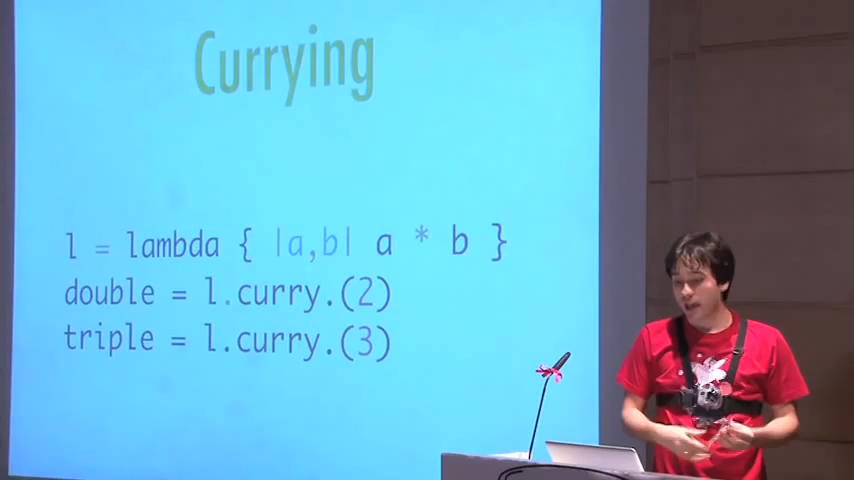 Currying
l = lambda { |a,b| a * b }
double = l.curry.(2)
triple = l.curry.(3)